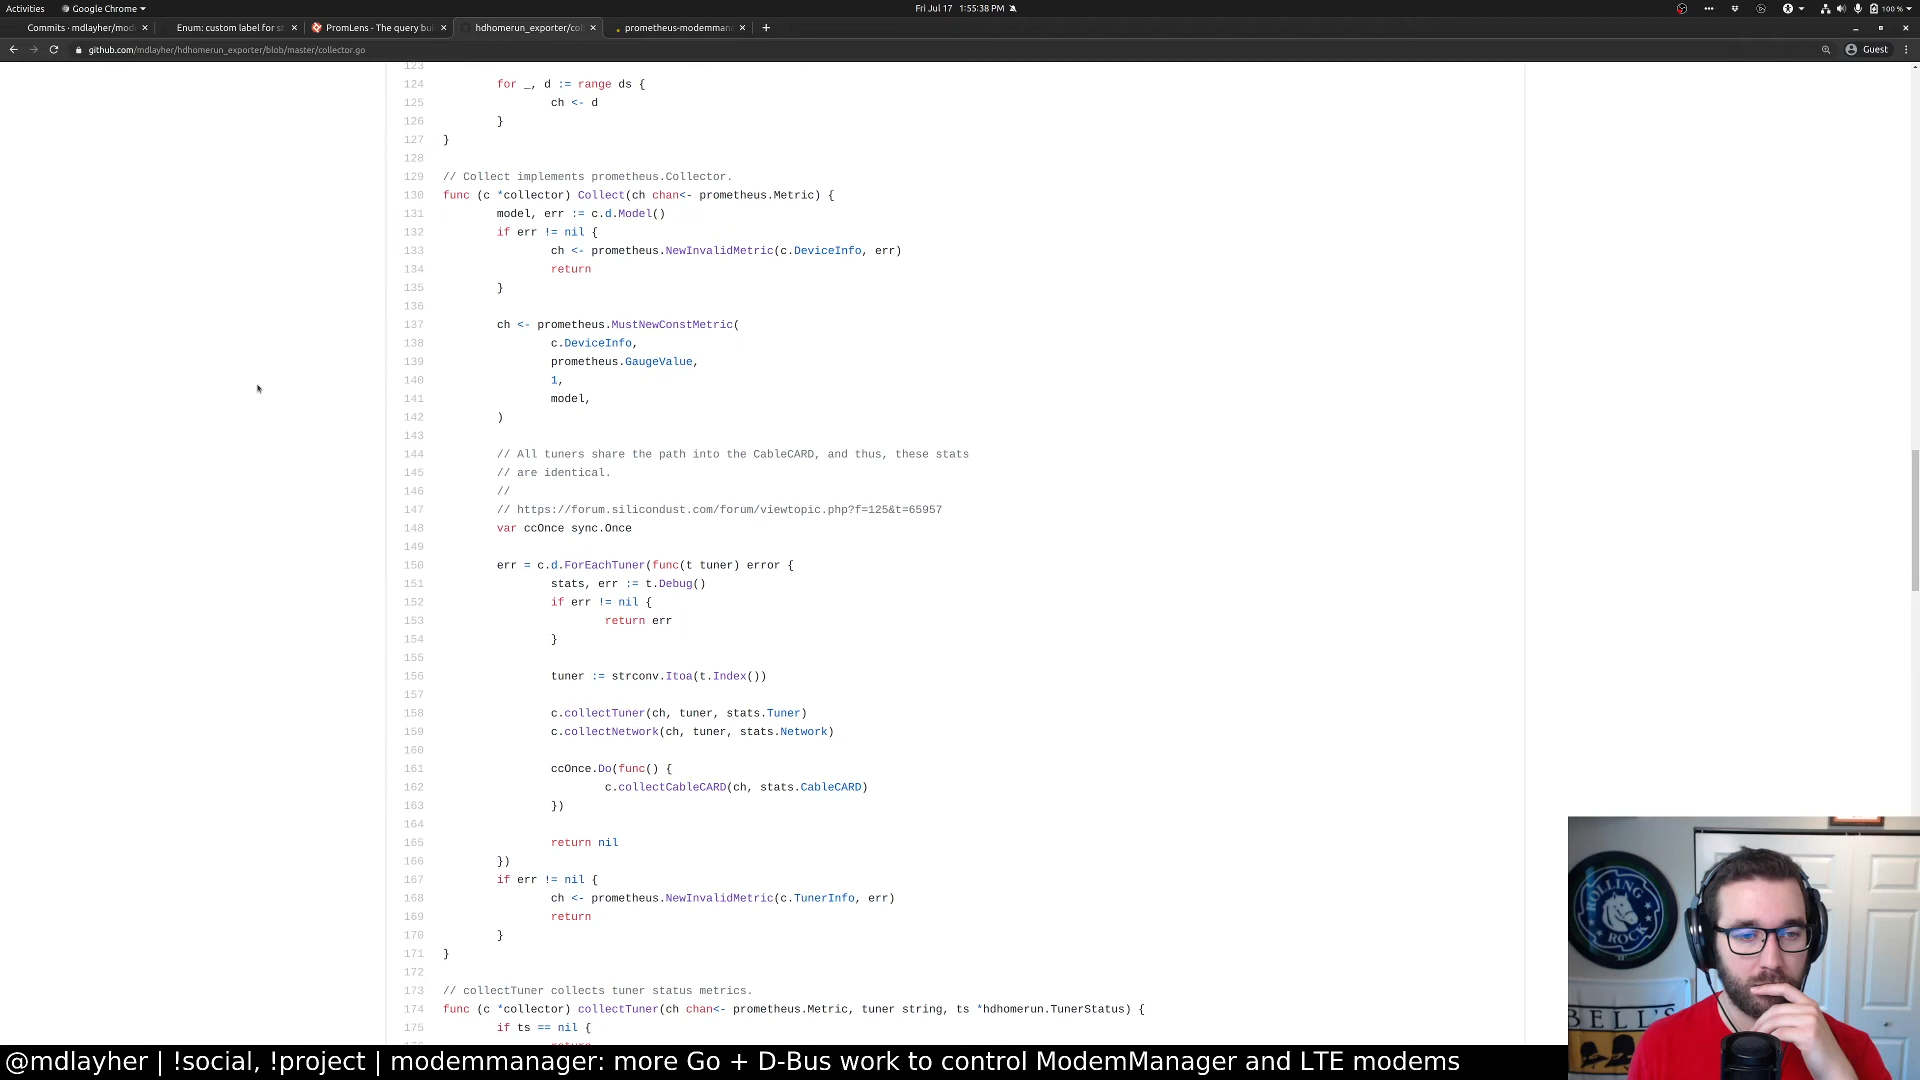 Activities Google Chrome Fri Jul 17 1:55:38 PM 100 %
Commits · mdlayher/mod Enum: custom label for st PromLens - The query bui hdhomerun_exporter/col prometheus-modemman
github.com/mdlayher/hdhomerun_exporter/blob/master/collector.go Guest
123
124 for _, d := range ds {
125 ch <- d
126 }
127 }
128
129 // Collect implements prometheus.Collector.
130 func (c *collector) Collect(ch chan<- prometheus.Metric) {
131 model, err := c.d.Model()
132 if err != nil {
133 ch <- prometheus.NewInvalidMetric(c.DeviceInfo, err)
134 return
135 }
136
137 ch <- prometheus.MustNewConstMetric(
138 c.DeviceInfo,
139 prometheus.GaugeValue,
140 1,
141 model,
142 )
143
144 // All tuners share the path into the CableCARD, and thus, these stats
145 // are identical.
146 //
147 // https://forum.silicondust.com/forum/viewtopic.php?f=125&t=65957
148 var ccOnce sync.Once
149
150 err = c.d.ForEachTuner(func(t tuner) error {
151 stats, err := t.Debug()
152 if err != nil {
153 return err
154 }
155
156 tuner := strconv.Itoa(t.Index())
157
158 c.collectTuner(ch, tuner, stats.Tuner)
159 c.collectNetwork(ch, tuner, stats.Network)
160
161 ccOnce.Do(func() {
162 c.collectCableCARD(ch, stats.CableCARD)
163 })
164
165 return nil
166 })
167 if err != nil {
168 ch <- prometheus.NewInvalidMetric(c.TunerInfo, err)
169 return
170 }
171 }
172
173 // collectTuner collects tuner status metrics.
174 func (c *collector) collectTuner(ch chan<- prometheus.Metric, tuner string, ts *hdhomerun.TunerStatus) {
175 if ts == nil {
ROLLING
ROCK
BELL'S
@mdlayher | !social, !project | modemmanager: more Go + D-Bus work to control ModemManager and LTE modems